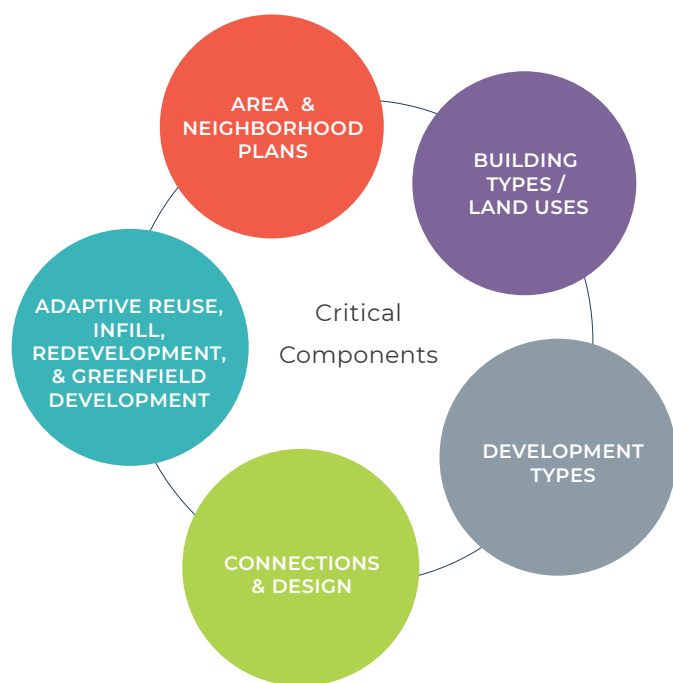 AREA &
NEIGHBORHOOD
PLANS
BUILDING
TYPES /
LAND USES
ADAPTIVE REUSE,
INFILL,
REDEVELOPMENT,
& GREENFIELD
DEVELOPMENT
Critical
Components
DEVELOPMENT
TYPES
CONNECTIONS
& DESIGN